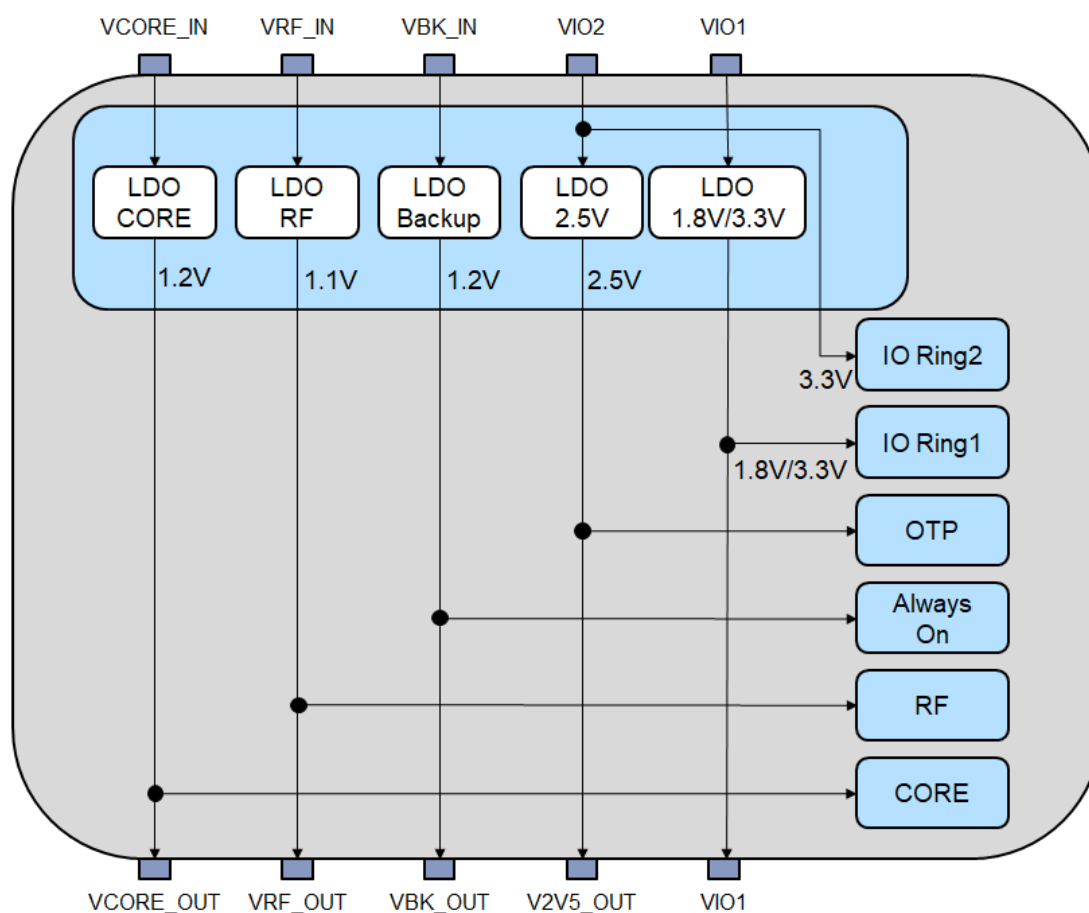 VCORE_IN VRF_IN VBK_IN VIO2 VIO1
LDO CORE
LDO RF
LDO Backup
LDO 2.5V
LDO 1.8V/3.3V
1.2V 1.1V 1.2V 2.5V
IO Ring2
3.3V
IO Ring1
1.8V/3.3V
OTP
Always
On
RF
CORE
VCORE_OUT VRF_OUT VBK_OUT V2V5_OUT VIO1